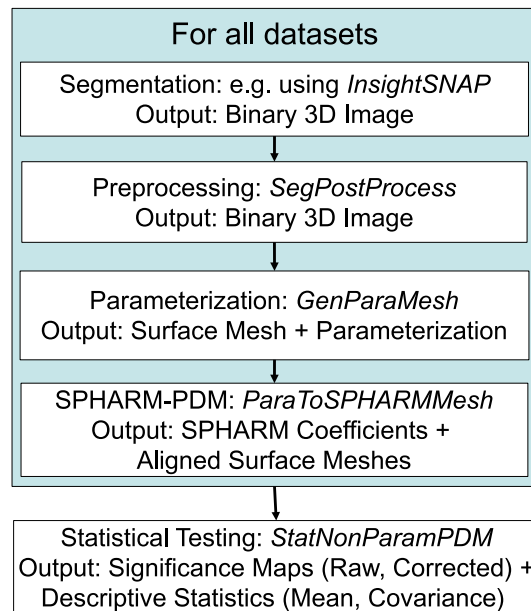 For all datasets
Segmentation: e.g. using InsightSNAP
Output: Binary 3D Image
Preprocessing: SegPostProcess
Output: Binary 3D Image
Parameterization: GenParaMesh
Output: Surface Mesh + Parameterization
SPHARM-PDM: ParaToSPHARMMesh
Output: SPHARM Coefficients +
Aligned Surface Meshes
Statistical Testing: StatNonParamPDM
Output: Significance Maps (Raw, Corrected) +
Descriptive Statistics (Mean, Covariance)